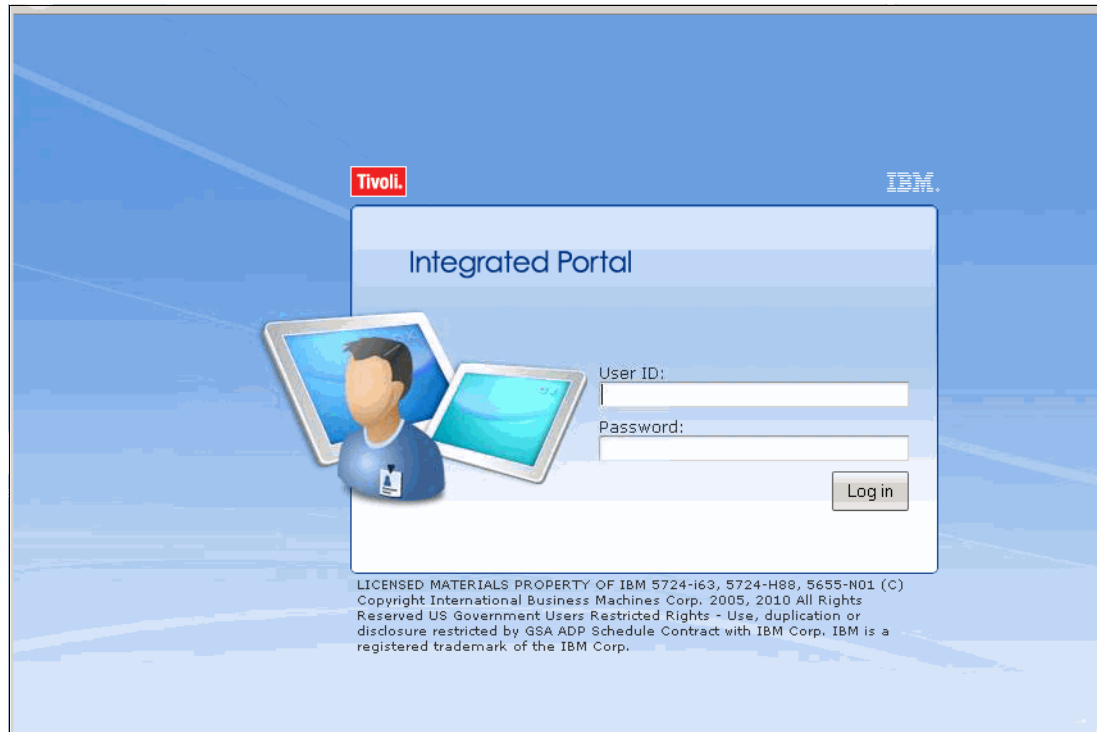 Tivoli.
IBM.
Integrated Portal
User ID:
Password:
Log in
LICENSED MATERIALS PROPERTY OF IBM 5724-i63, 5724-H88, 5655-N01 (C)
Copyright International Business Machines Corp. 2005, 2010 All Rights
Reserved US Government Users Restricted Rights - Use, duplication or
disclosure restricted by GSA ADP Schedule Contract with IBM Corp. IBM is a
registered trademark of the IBM Corp.